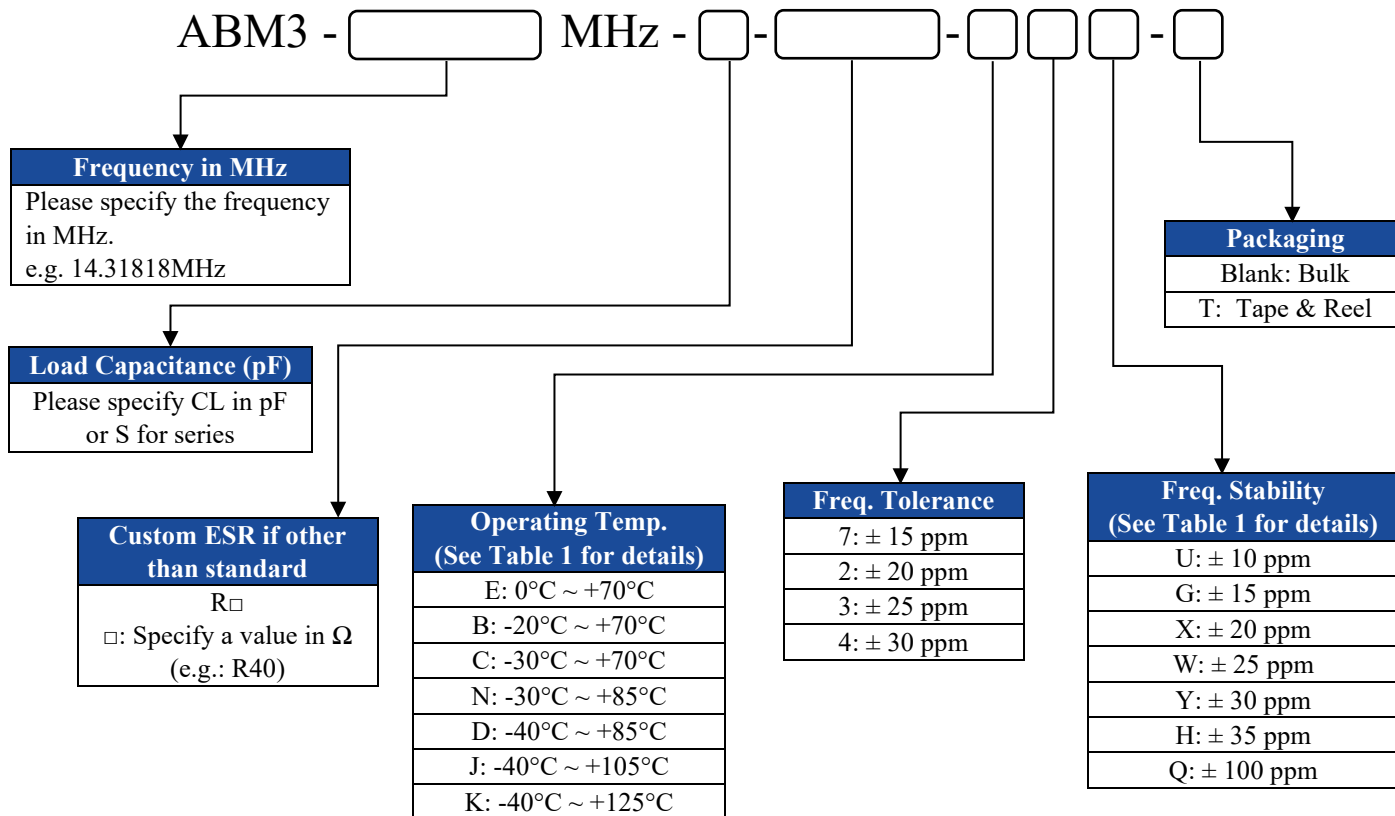 ABM3 - MHz - - - -
Frequency in MHz
Please specify the frequency
in MHz.
e.g. 14.31818MHz
Packaging
Blank: Bulk
T: Tape & Reel
Load Capacitance (pF)
Please specify CL in pF
or S for series
Custom ESR if other
than standard
R□
□: Specify a value in Ω
(e.g.: R40)
Operating Temp.
(See Table 1 for details)
E: 0°C ~ +70°C
B: -20°C ~ +70°C
C: -30°C ~ +70°C
N: -30°C ~ +85°C
D: -40°C ~ +85°C
J: -40°C ~ +105°C
K: -40°C ~ +125°C
Freq. Tolerance
7: ± 15 ppm
2: ± 20 ppm
3: ± 25 ppm
4: ± 30 ppm
Freq. Stability
(See Table 1 for details)
U: ± 10 ppm
G: ± 15 ppm
X: ± 20 ppm
W: ± 25 ppm
Y: ± 30 ppm
H: ± 35 ppm
Q: ± 100 ppm